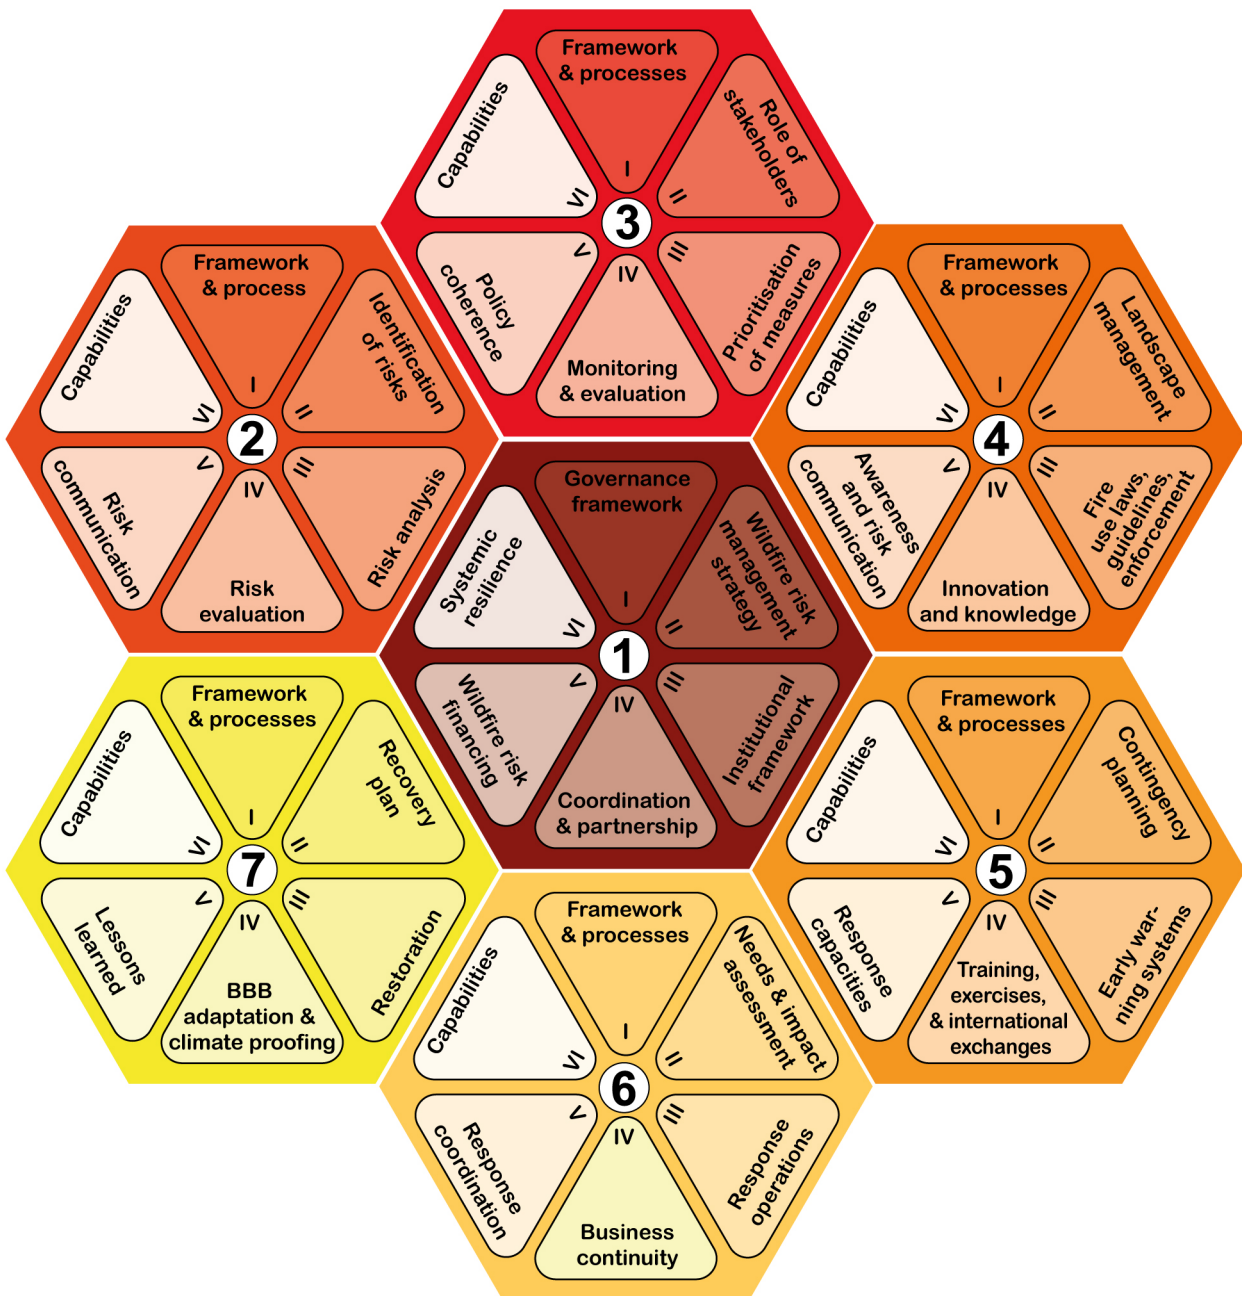 Framework
& processes
I
Role of
stakeholders
II
Prioritisation
of measures
III
Monitoring
& evaluation
IV
Policy
coherence
V
Capabilities
VI
3
Framework
& process
I
Identification
of risks
II
Risk analysis
III
Risk
evaluation
IV
Risk
communication
V
Capabilities
VI
2
Framework
& processes
I
Landscape
management
II
Fire
use laws,
guidelines,
enforcement
III
Innovation
and knowledge
IV
Awareness
and risk
communication
V
Capabilities
VI
4
Governance
framework
I
Wildfire risk
management
strategy
II
Institutional
framework
III
Coordination
& partnership
IV
Wildfire risk
financing
V
Systemic
resilience
VI
1
Framework
& processes
I
Recovery
plan
II
Restoration
III
BBB
adaptation &
climate proofing
IV
Lessons
learned
V
Capabilities
VI
7
Framework
& processes
I
Contingency
planning
II
Early war-
ning systems
III
Training,
exercises,
& international
exchanges
IV
Response
capacities
V
Capabilities
VI
5
Framework
& processes
I
Needs & impact
assessment
II
Response
operations
III
Business
continuity
IV
Response
coordination
V
Capabilities
VI
6